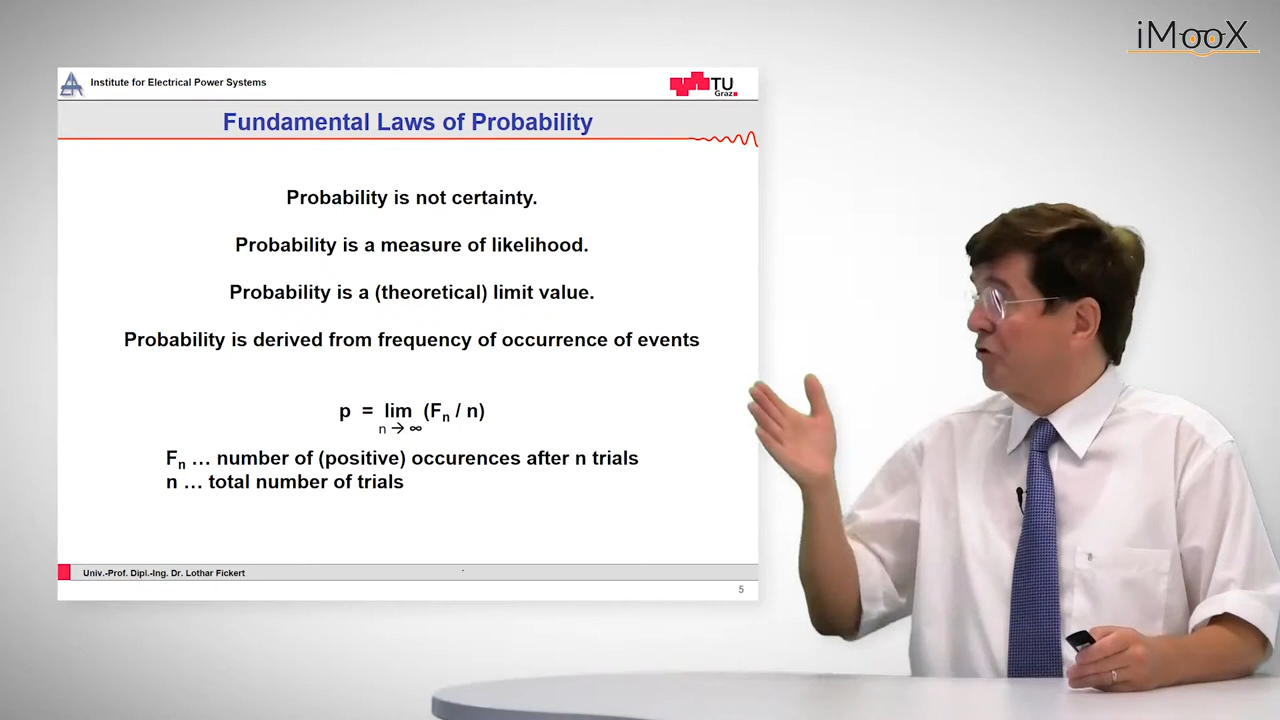 iMooX
Institute for Electrical Power Systems
TU
Graz
Fundamental Laws of Probability
Probability is not certainty.
Probability is a measure of likelihood.
Probability is a (theoretical) limit value.
Probability is derived from frequency of occurrence of events
p = lim (Fn / n)
n → ∞
Fn … number of (positive) occurences after n trials
n … total number of trials
Univ.-Prof. Dipl.-Ing. Dr. Lothar Fickert
5